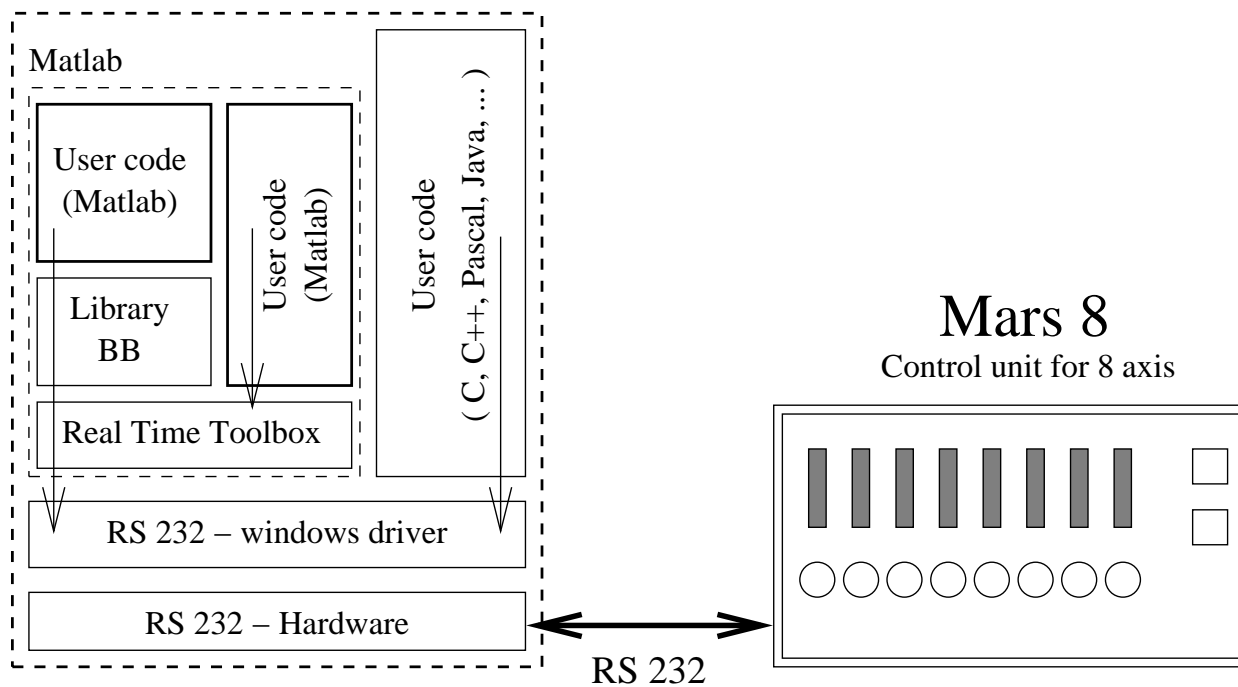 Matlab
User code
(Matlab)
User code
(Matlab)
User code
( C, C++, Pascal, Java, ... )
Library
BB
Real Time Toolbox
RS 232 – windows driver
RS 232 – Hardware
RS 232
Mars 8
Control unit for 8 axis